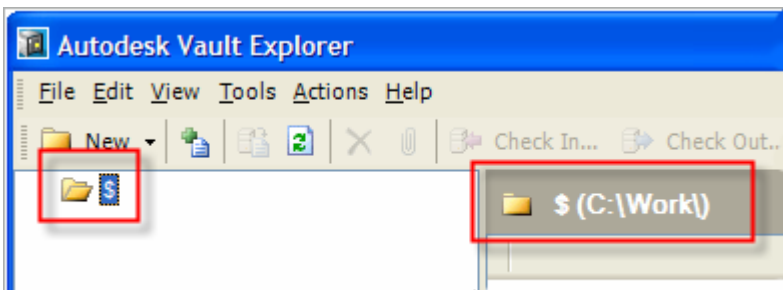 Autodesk Vault Explorer
File Edit View Tools Actions Help
New Check In... Check Out..
$
$ (C:\Work\)